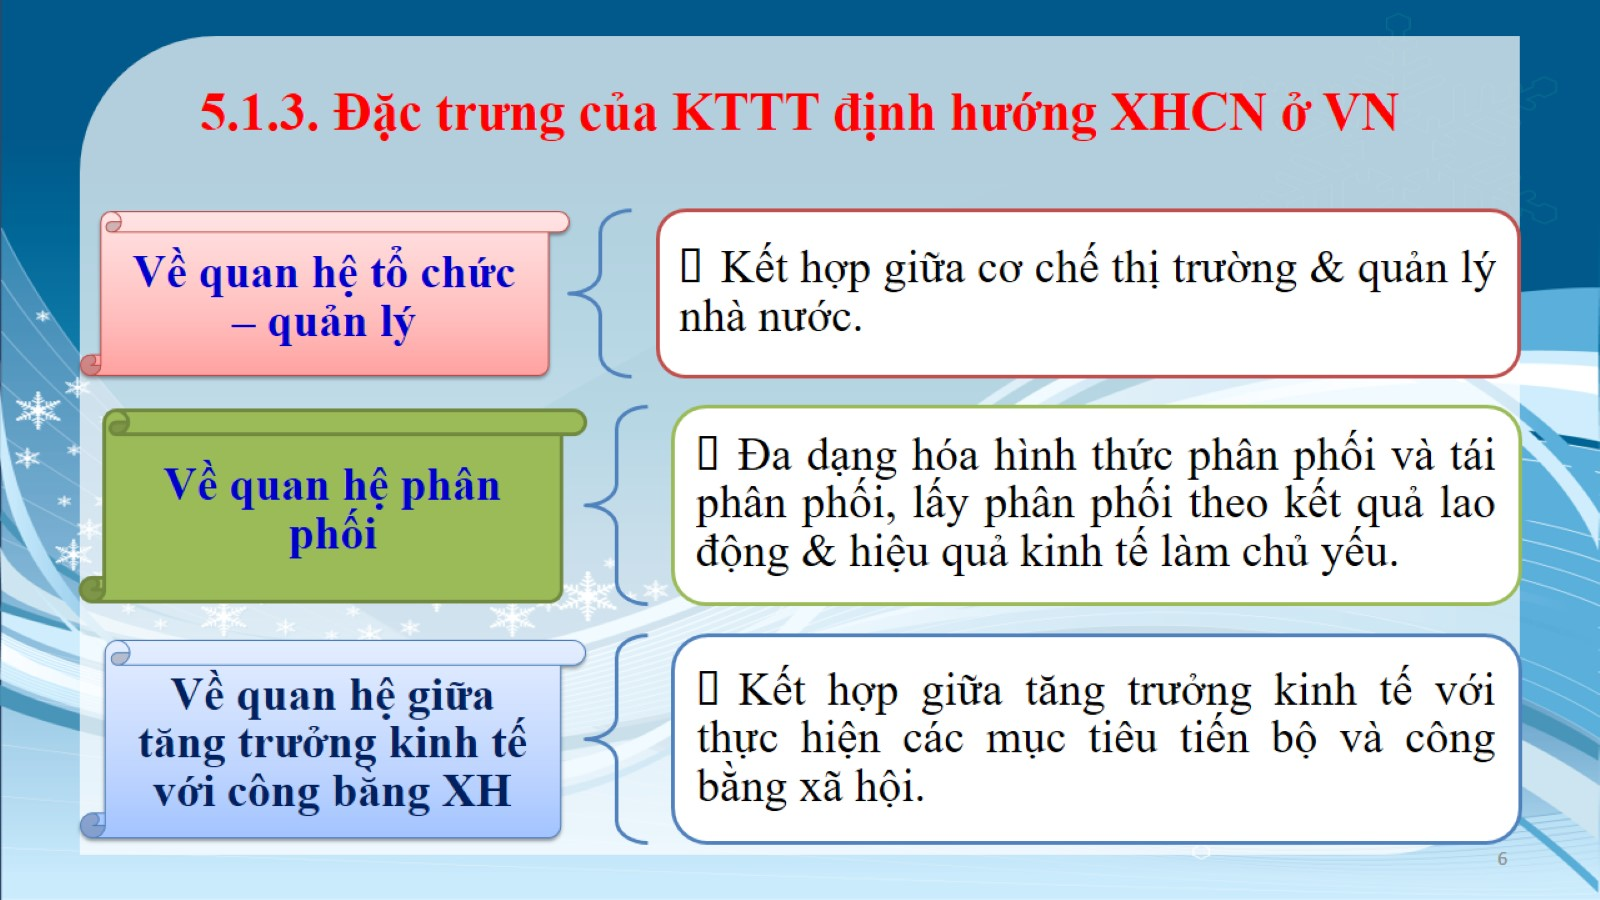 5.1.3. Đặc trưng của KTTT định hướng XHCN ở VN
Về quan hệ tổ chức
– quản lý
Kết hợp giữa cơ chế thị trường & quản lý
nhà nước.
Về quan hệ phân
phối
Đa dạng hóa hình thức phân phối và tái
phân phối, lấy phân phối theo kết quả lao
động & hiệu quả kinh tế làm chủ yếu.
Về quan hệ giữa
tăng trưởng kinh tế
với công bằng XH
Kết hợp giữa tăng trưởng kinh tế với
thực hiện các mục tiêu tiến bộ và công
bằng xã hội.
6